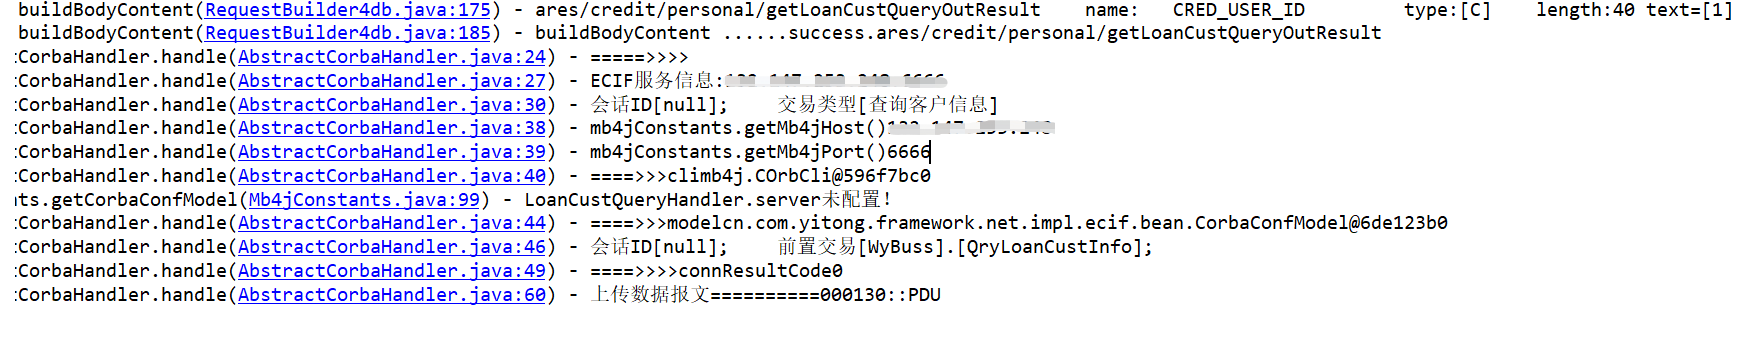 buildBodyContent(RequestBuilder4db.java:175) - ares/credit/personal/getLoanCustQueryOutResult    name:   CRED_USER_ID         type:[C]    length:40 text=[1]
buildBodyContent(RequestBuilder4db.java:185) - buildBodyContent ......success.ares/credit/personal/getLoanCustQueryOutResult
CorbaHandler.handle(AbstractCorbaHandler.java:24) - =====>>>>
CorbaHandler.handle(AbstractCorbaHandler.java:27) - ECIF服务信息:
CorbaHandler.handle(AbstractCorbaHandler.java:30) - 会话ID[null];    交易类型[查询客户信息]
CorbaHandler.handle(AbstractCorbaHandler.java:38) - mb4jConstants.getMb4jHost()
CorbaHandler.handle(AbstractCorbaHandler.java:39) - mb4jConstants.getMb4jPort()6666
CorbaHandler.handle(AbstractCorbaHandler.java:40) - ====>>>climb4j.COrbCli@596f7bc0
ts.getCorbaConfModel(Mb4jConstants.java:99) - LoanCustQueryHandler.server未配置!
CorbaHandler.handle(AbstractCorbaHandler.java:44) - ====>>>modelcn.com.yitong.framework.net.impl.ecif.bean.CorbaConfModel@6de123b0
CorbaHandler.handle(AbstractCorbaHandler.java:46) - 会话ID[null];    前置交易[WyBuss].[QryLoanCustInfo];
CorbaHandler.handle(AbstractCorbaHandler.java:49) - ====>>>>connResultCode0
CorbaHandler.handle(AbstractCorbaHandler.java:60) - 上传数据报文==========000130::PDU